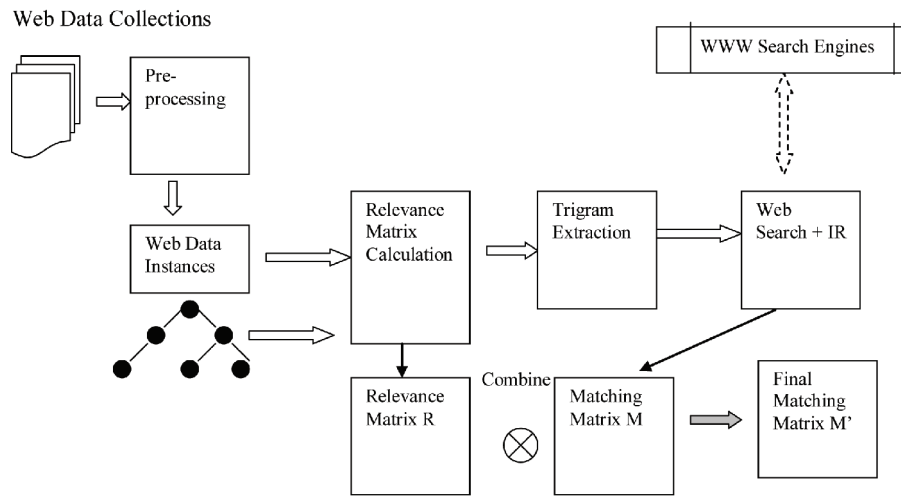 Web Data Collections
WWW Search Engines
Pre-
processing
Web Data
Instances
Relevance
Matrix
Calculation
Trigram
Extraction
Web
Search + IR
Relevance
Matrix R
Combine
Matching
Matrix M
Final
Matching
Matrix M’